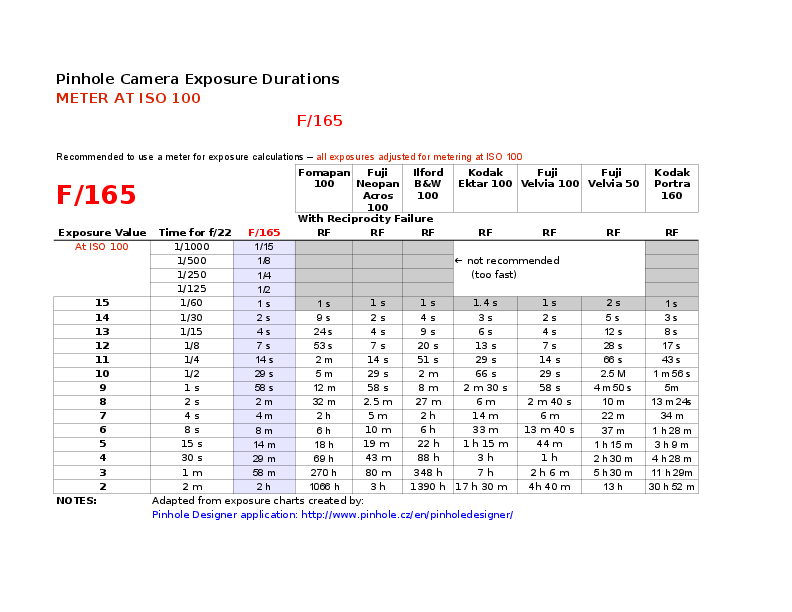 Pinhole Camera Exposure Durations
METER AT ISO 100
F/165
Recommended to use a meter for exposure calculations — all exposures adjusted for metering at ISO 100
F/165 Fomapan 100 Fuji Neopan Acros 100 Ilford B&W 100 Kodak Ektar 100 Fuji Velvia 100 Fuji Velvia 50 Kodak Portra 160
With Reciprocity Failure
Exposure Value Time for f/22 F/165 RF RF RF RF RF RF RF
At ISO 100 1/1000 1/15
1/500 1/8 ← not recommended
1/250 1/4 (too fast)
1/125 1/2
15 1/60 1 s 1 s 1 s 1 s 1.4 s 1 s 2 s 1 s
14 1/30 2 s 9 s 2 s 4 s 3 s 2 s 5 s 3 s
13 1/15 4 s 24 s 4 s 9 s 6 s 4 s 12 s 8 s
12 1/8 7 s 53 s 7 s 20 s 13 s 7 s 28 s 17 s
11 1/4 14 s 2 m 14 s 51 s 29 s 14 s 66 s 43 s
10 1/2 29 s 5 m 29 s 2 m 66 s 29 s 2.5 M 1 m 56 s
9 1 s 58 s 12 m 58 s 8 m 2 m 30 s 58 s 4 m 50 s 5m
8 2 s 2 m 32 m 2.5 m 27 m 6 m 2 m 40 s 10 m 13 m 24s
7 4 s 4 m 2 h 5 m 2 h 14 m 6 m 22 m 34 m
6 8 s 8 m 6 h 10 m 6 h 33 m 13 m 40 s 37 m 1 h 28 m
5 15 s 14 m 18 h 19 m 22 h 1 h 15 m 44 m 1 h 15 m 3 h 9 m
4 30 s 29 m 69 h 43 m 88 h 3 h 1 h 2 h 30 m 4 h 28 m
3 1 m 58 m 270 h 80 m 348 h 7 h 2 h 6 m 5 h 30 m 11 h 29m
2 2 m 2 h 1066 h 3 h 1390 h 17 h 30 m 4h 40 m 13 h 30 h 52 m
NOTES: Adapted from exposure charts created by:
Pinhole Designer application: http://www.pinhole.cz/en/pinholedesigner/